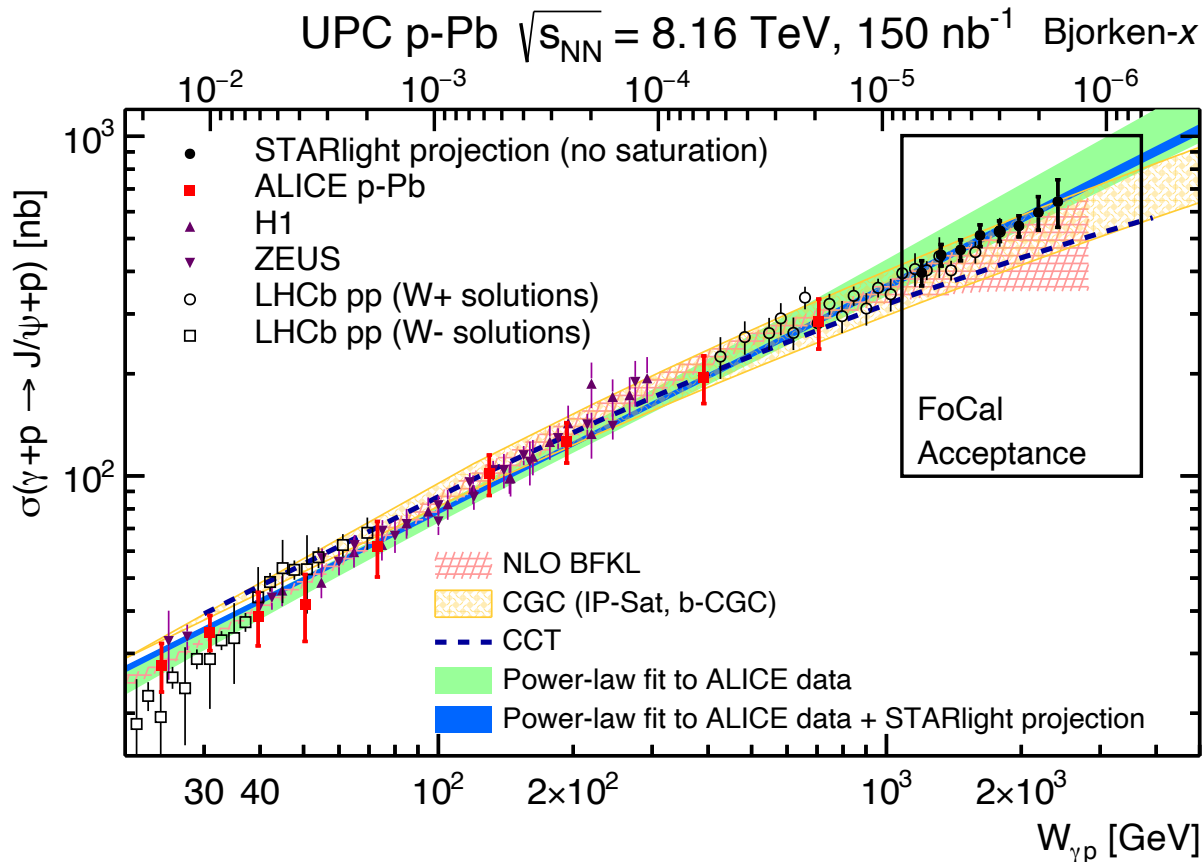 UPC p-Pb √s_NN = 8.16 TeV, 150 nb⁻¹ Bjorken-x
10⁻² 10⁻³ 10⁻⁴ 10⁻⁵ 10⁻⁶
10³
10²
σ(γ+p → J/ψ+p) [nb]
STARlight projection (no saturation)
ALICE p-Pb
H1
ZEUS
LHCb pp (W+ solutions)
LHCb pp (W- solutions)
FoCal
Acceptance
NLO BFKL
CGC (IP-Sat, b-CGC)
CCT
Power-law fit to ALICE data
Power-law fit to ALICE data + STARlight projection
30 40 10² 2×10² 10³ 2×10³
W_γp [GeV]